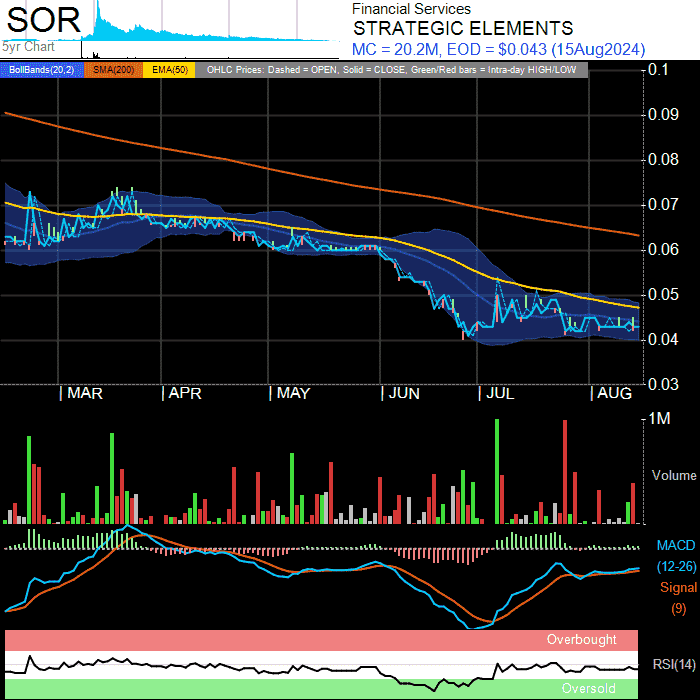 SOR
5yr Chart
Financial Services
STRATEGIC ELEMENTS
MC = 20.2M, EOD = $0.043 (15Aug2024)
BollBands(20,2) SMA(200) EMA(50) OHLC Prices: Dashed = OPEN, Solid = CLOSE, Green/Red bars = Intra-day HIGH/LOW
0.1
0.09
0.08
0.07
0.06
0.05
0.04
0.03
MAR APR MAY JUN JUL AUG
1M
Volume
MACD
(12-26)
Signal
(9)
Overbought
RSI(14)
Oversold